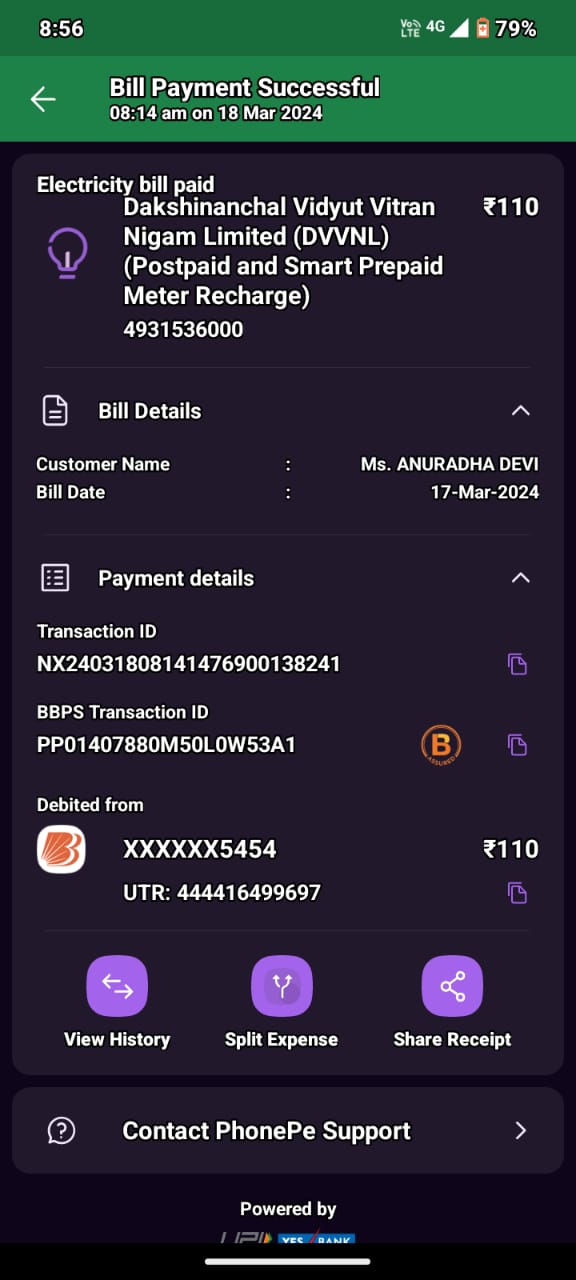 8:56
Vo LTE 4G 79%
Bill Payment Successful
08:14 am on 18 Mar 2024
Electricity bill paid
Dakshinanchal Vidyut Vitran ₹110
Nigam Limited (DVVNL)
(Postpaid and Smart Prepaid
Meter Recharge)
4931536000
Bill Details
Customer Name : Ms. ANURADHA DEVI
Bill Date : 17-Mar-2024
Payment details
Transaction ID
NX24031808141476900138241
BBPS Transaction ID
PP01407880M50L0W53A1
B
ASSURED
Debited from
XXXXXX5454 ₹110
UTR: 444416499697
View History Split Expense Share Receipt
Contact PhonePe Support
Powered by
UPI YES BANK